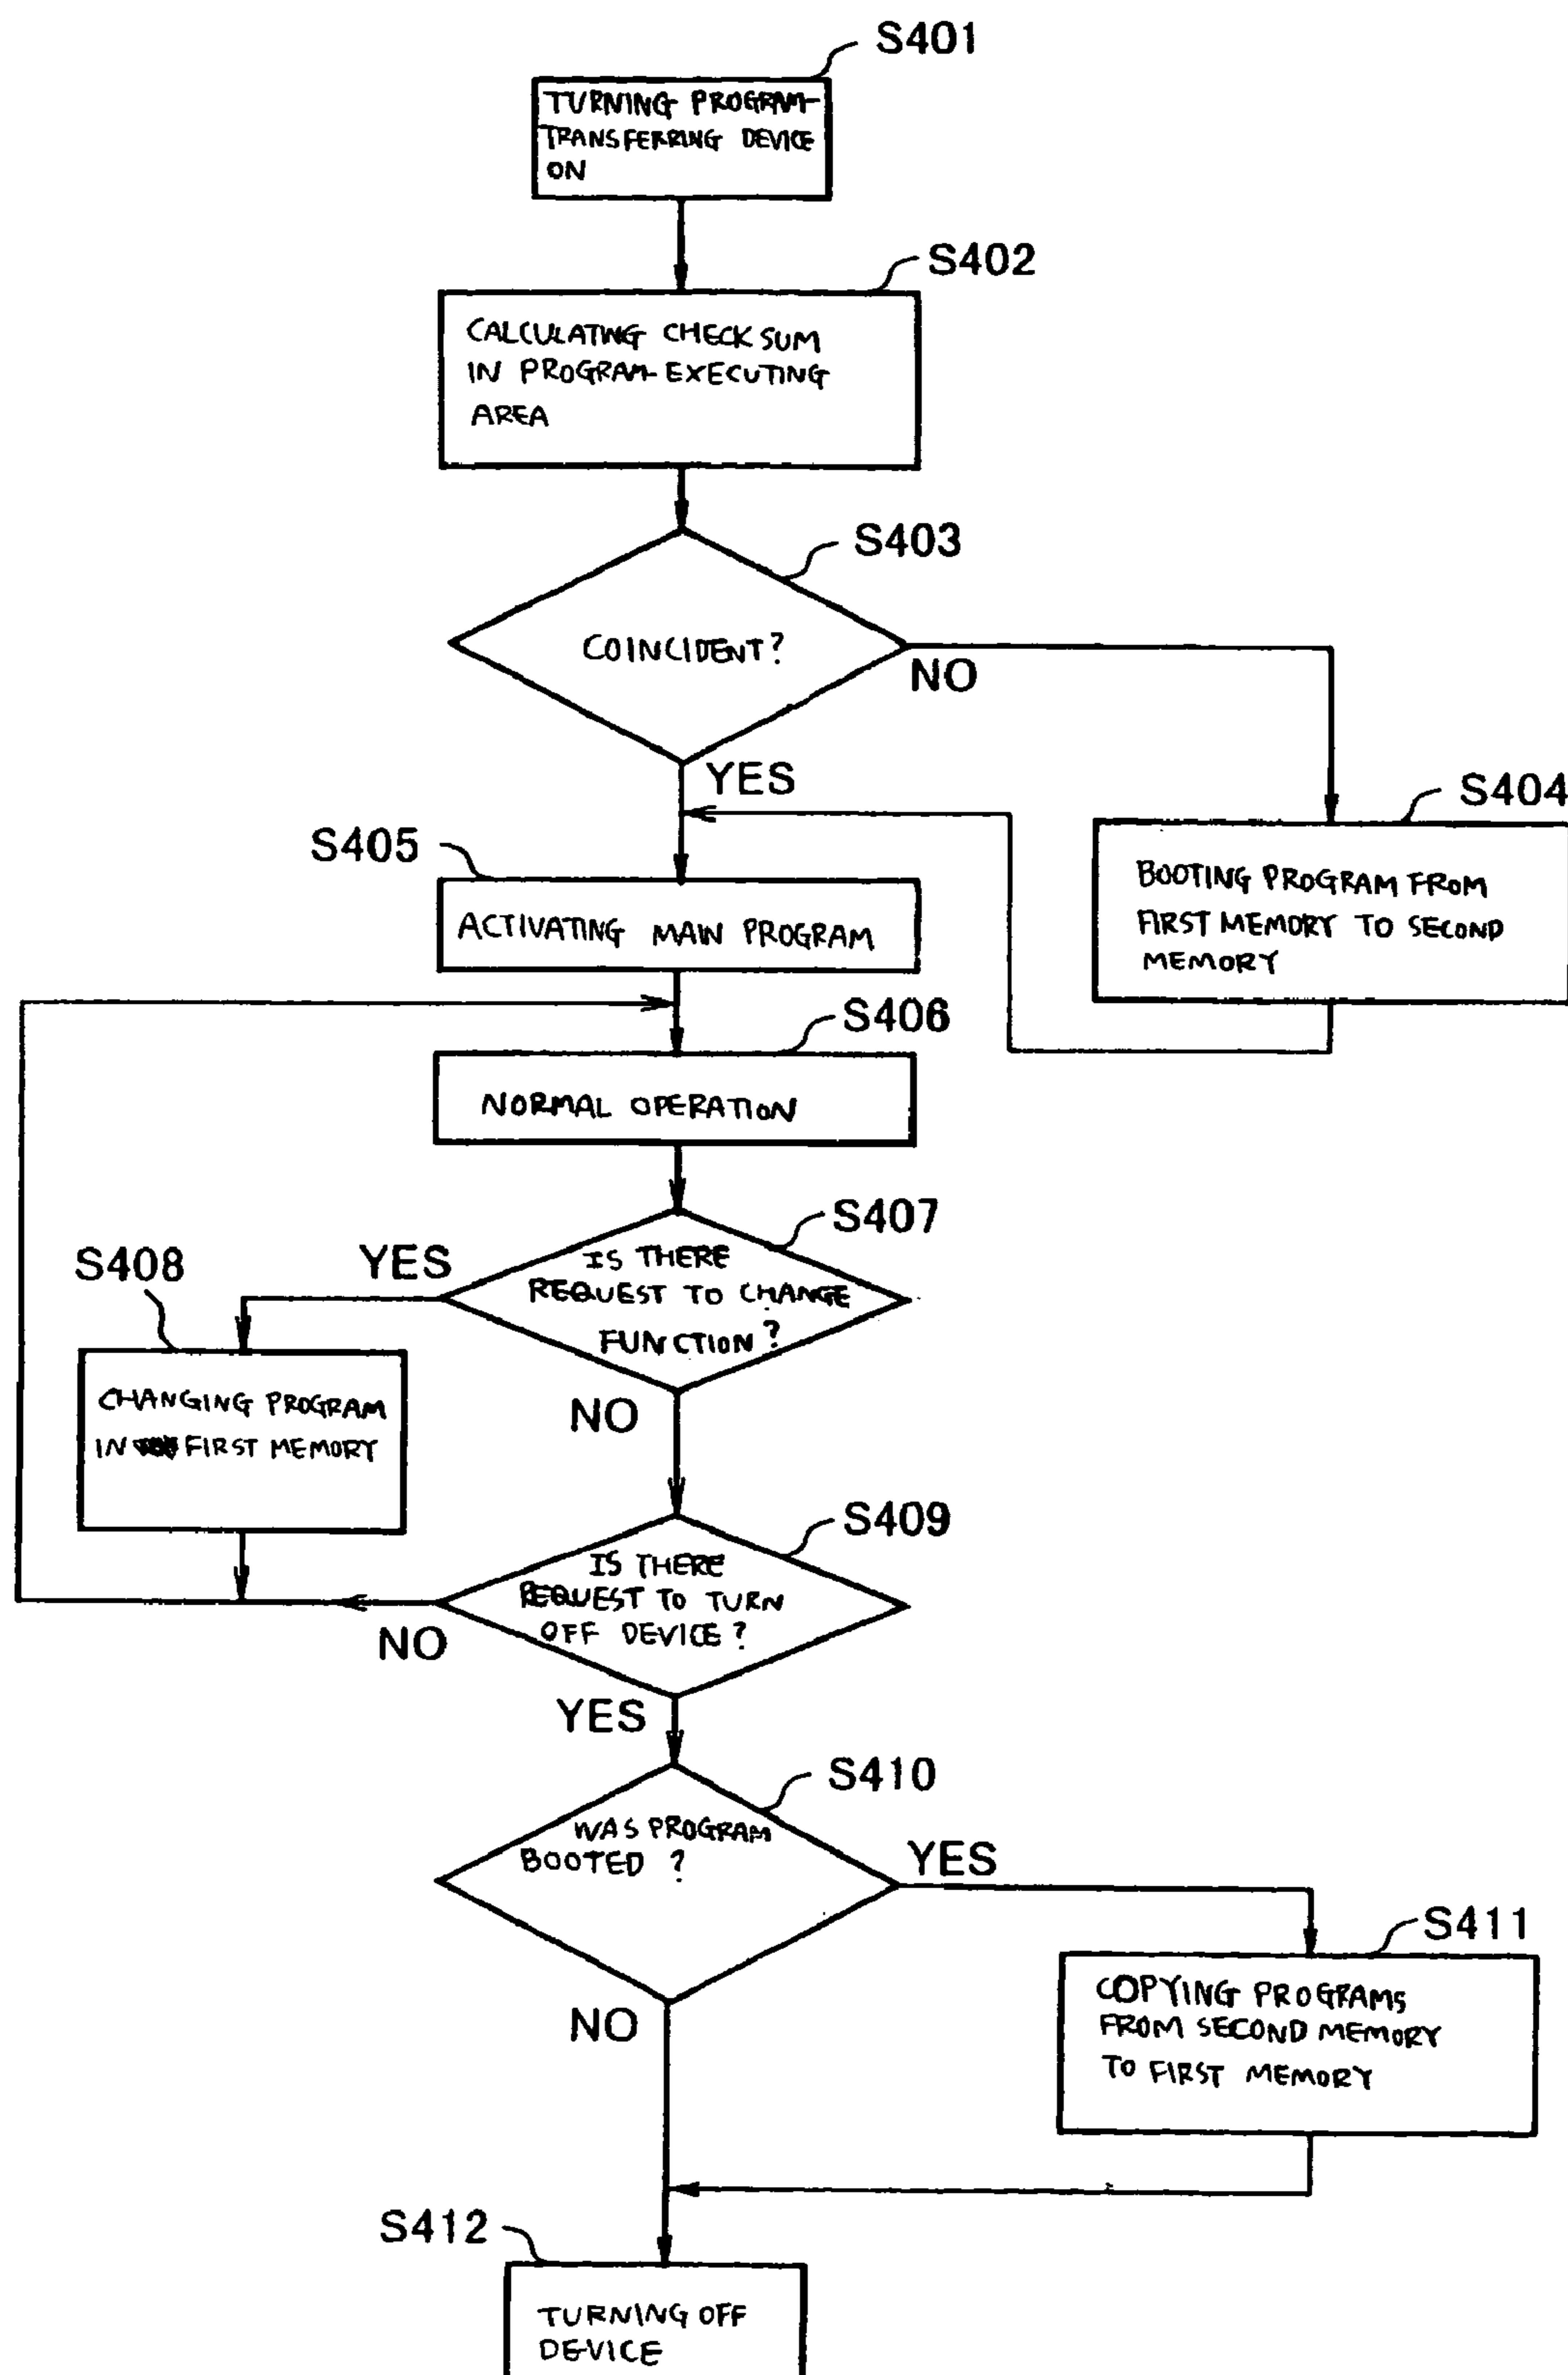 S401
TURNING PROGRAM-
TRANSFERRING DEVICE
ON
S402
CALCULATING CHECK SUM
IN PROGRAM-EXECUTING
AREA
S403
COINCIDENT?
NO
YES
S404
BOOTING PROGRAM FROM
FIRST MEMORY TO SECOND
MEMORY
S405
ACTIVATING MAIN PROGRAM
S406
NORMAL OPERATION
S407
IS THERE
REQUEST TO CHANGE
FUNCTION?
YES
NO
S408
CHANGING PROGRAM
IN FIRST MEMORY
S409
IS THERE
REQUEST TO TURN
OFF DEVICE?
NO
YES
S410
WAS PROGRAM
BOOTED ?
YES
NO
S411
COPYING PROGRAMS
FROM SECOND MEMORY
TO FIRST MEMORY
S412
TURNING OFF
DEVICE